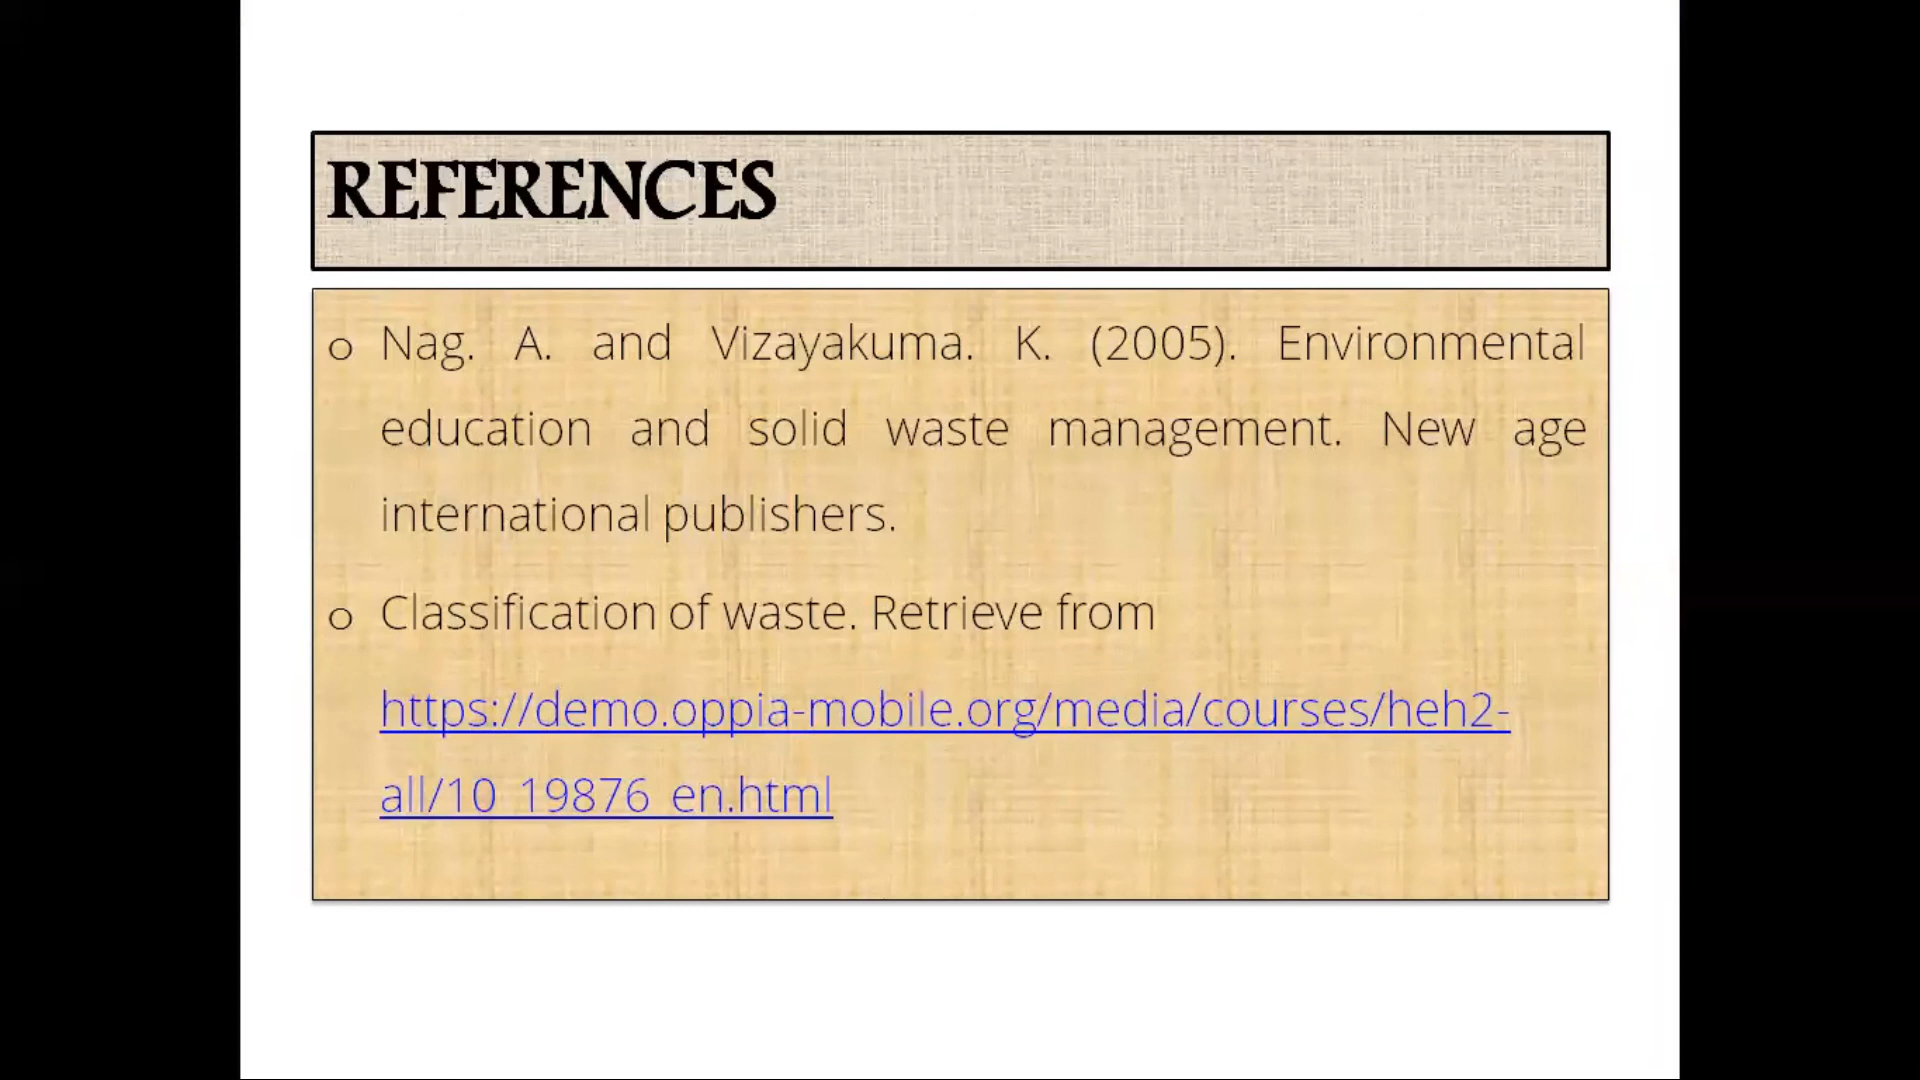 REFERENCES
o Nag. A. and Vizayakuma. K. (2005). Environmental
education and solid waste management. New age
international publishers.
o Classification of waste. Retrieve from
https://demo.oppia-mobile.org/media/courses/heh2-
all/10_19876_en.html